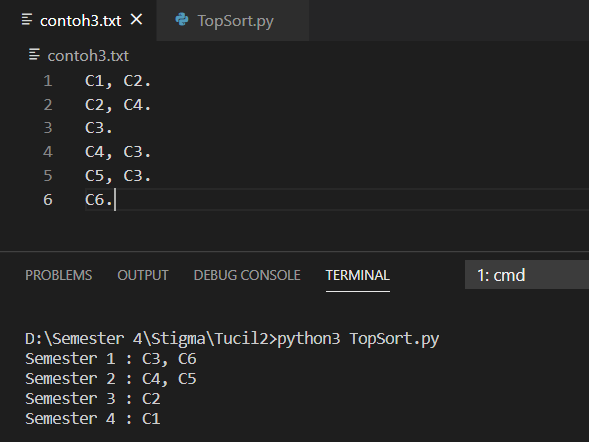 contoh3.txt TopSort.py
contoh3.txt
1 C1, C2.
2 C2, C4.
3 C3.
4 C4, C3.
5 C5, C3.
6 C6.
PROBLEMS OUTPUT DEBUG CONSOLE TERMINAL 1: cmd
D:\Semester 4\Stigma\Tucil2>python3 TopSort.py
Semester 1 : C3, C6
Semester 2 : C4, C5
Semester 3 : C2
Semester 4 : C1